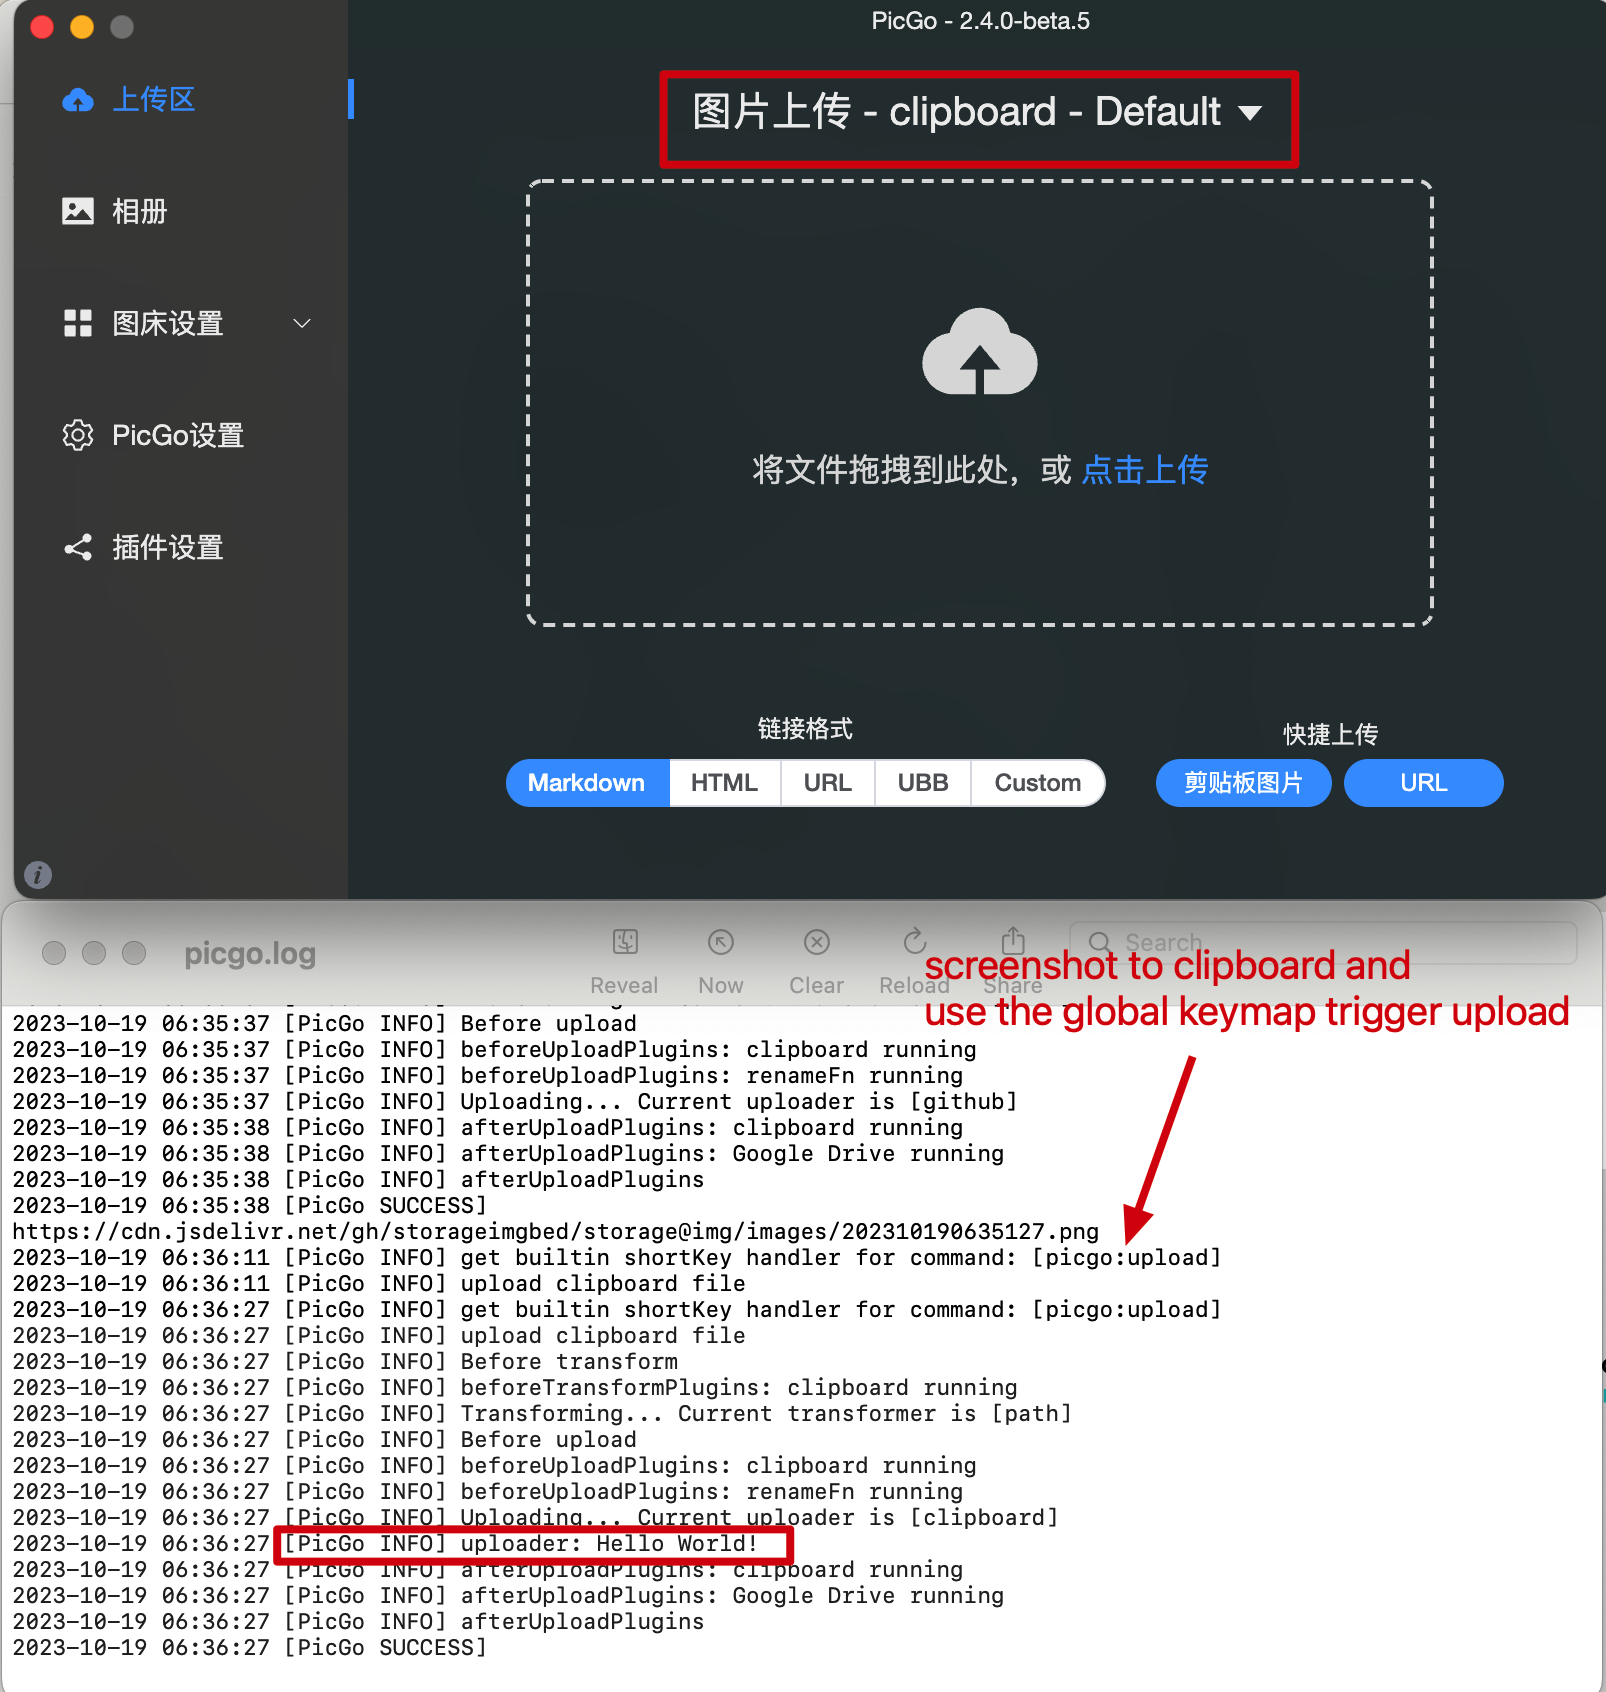 PicGo - 2.4.0-beta.5
上传区
图片上传 - clipboard - Default
相册
图床设置
PicGo设置
插件设置
将文件拖拽到此处，或 点击上传
链接格式
快捷上传
Markdown HTML URL UBB Custom
剪贴板图片 URL
picgo.log
Reveal Now Clear Reload Share
Search
screenshot to clipboard and
use the global keymap trigger upload
2023-10-19 06:35:37 [PicGo INFO] Before upload
2023-10-19 06:35:37 [PicGo INFO] beforeUploadPlugins: clipboard running
2023-10-19 06:35:37 [PicGo INFO] beforeUploadPlugins: renameFn running
2023-10-19 06:35:37 [PicGo INFO] Uploading... Current uploader is [github]
2023-10-19 06:35:38 [PicGo INFO] afterUploadPlugins: clipboard running
2023-10-19 06:35:38 [PicGo INFO] afterUploadPlugins: Google Drive running
2023-10-19 06:35:38 [PicGo INFO] afterUploadPlugins
2023-10-19 06:35:38 [PicGo SUCCESS]
https://cdn.jsdelivr.net/gh/storageimgbed/storage@img/images/202310190635127.png
2023-10-19 06:36:11 [PicGo INFO] get builtin shortKey handler for command: [picgo:upload]
2023-10-19 06:36:11 [PicGo INFO] upload clipboard file
2023-10-19 06:36:27 [PicGo INFO] get builtin shortKey handler for command: [picgo:upload]
2023-10-19 06:36:27 [PicGo INFO] upload clipboard file
2023-10-19 06:36:27 [PicGo INFO] Before transform
2023-10-19 06:36:27 [PicGo INFO] beforeTransformPlugins: clipboard running
2023-10-19 06:36:27 [PicGo INFO] Transforming... Current transformer is [path]
2023-10-19 06:36:27 [PicGo INFO] Before upload
2023-10-19 06:36:27 [PicGo INFO] beforeUploadPlugins: clipboard running
2023-10-19 06:36:27 [PicGo INFO] beforeUploadPlugins: renameFn running
2023-10-19 06:36:27 [PicGo INFO] Uploading... Current uploader is [clipboard]
2023-10-19 06:36:27 [PicGo INFO] uploader: Hello World!
2023-10-19 06:36:27 [PicGo INFO] afterUploadPlugins: clipboard running
2023-10-19 06:36:27 [PicGo INFO] afterUploadPlugins: Google Drive running
2023-10-19 06:36:27 [PicGo INFO] afterUploadPlugins
2023-10-19 06:36:27 [PicGo SUCCESS]